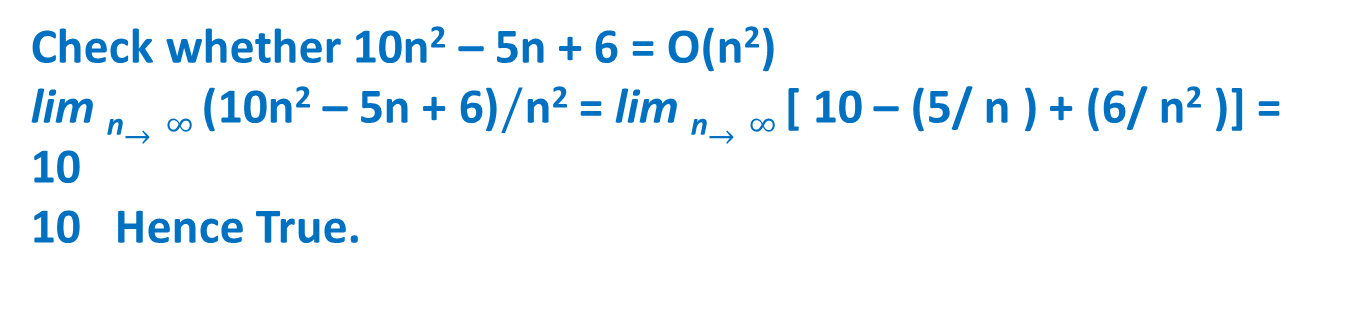 Check whether 10n² – 5n + 6 = O(n²)
lim n→ ∞ (10n² – 5n + 6)/n² = lim n→ ∞ [ 10 – (5/ n ) + (6/ n² )] =
10
10 Hence True.